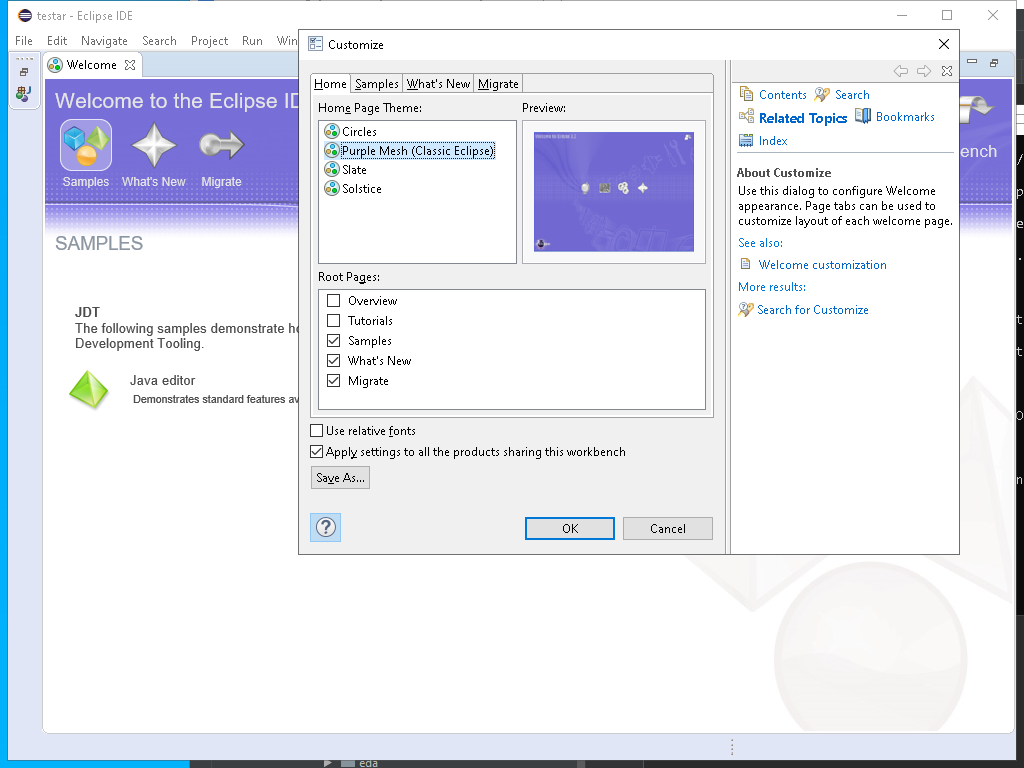 testar - Eclipse IDE
File Edit Navigate Search Project Run Win
Welcome
Welcome to the Eclipse ID
Samples What's New Migrate
ench
SAMPLES
JDT
The following samples demonstrate h
Development Tooling.
Java editor
Demonstrates standard features av
Customize
Home Samples What's New Migrate
Home Page Theme:
Circles
Purple Mesh (Classic Eclipse)
Slate
Solstice
Preview:
Root Pages:
Overview
Tutorials
Samples
What's New
Migrate
Use relative fonts
Apply settings to all the products sharing this workbench
Save As...
?
OK Cancel
Contents Search
Related Topics Bookmarks
Index
About Customize
Use this dialog to configure Welcome
appearance. Page tabs can be used to
customize layout of each welcome page.
See also:
Welcome customization
More results:
Search for Customize
eda